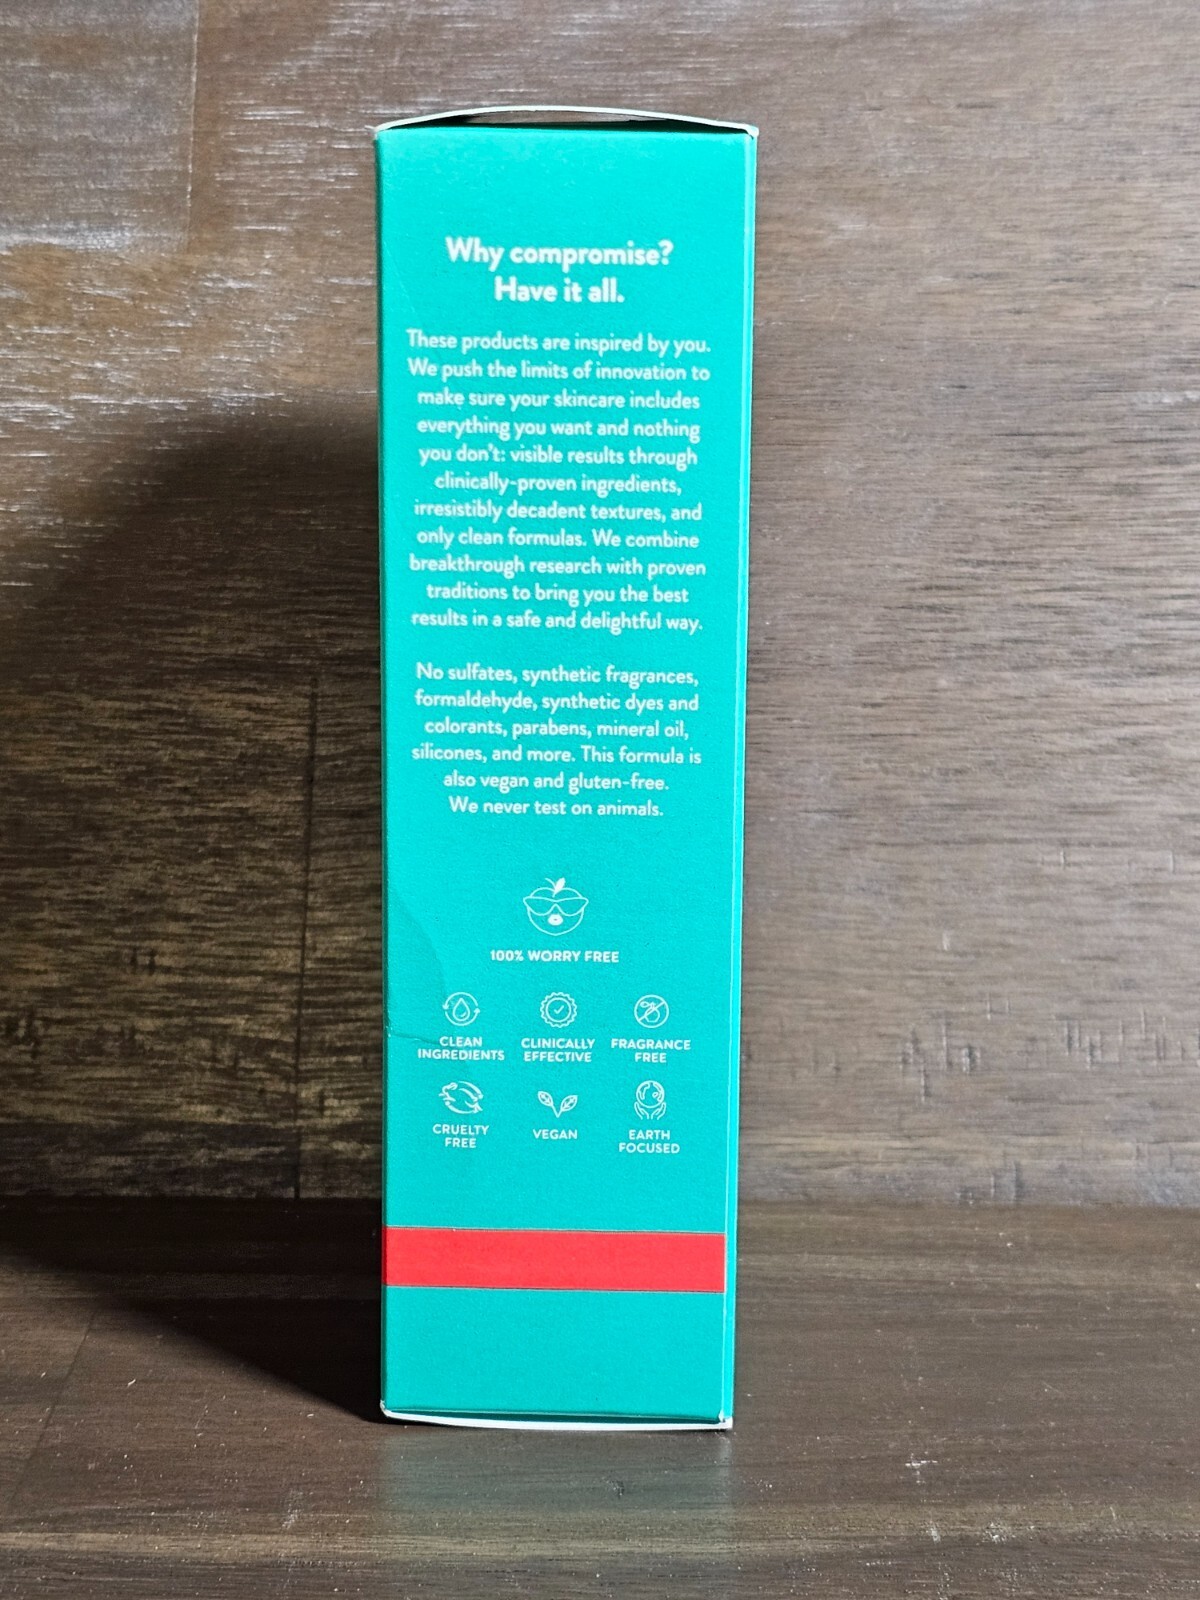 Why compromise?
Have it all.
These products are inspired by you.
We push the limits of innovation to
make sure your skincare includes
everything you want and nothing
you don't: visible results through
clinically-proven ingredients,
irresistibly decadent textures, and
only clean formulas. We combine
breakthrough research with proven
traditions to bring you the best
results in a safe and delightful way.
No sulfates, synthetic fragrances,
formaldehyde, synthetic dyes and
colorants, parabens, mineral oil,
silicones, and more. This formula is
also vegan and gluten-free.
We never test on animals.
100% WORRY FREE
CLEAN
INGREDIENTS
CLINICALLY
EFFECTIVE
FRAGRANCE
FREE
CRUELTY
FREE
VEGAN
EARTH
FOCUSED